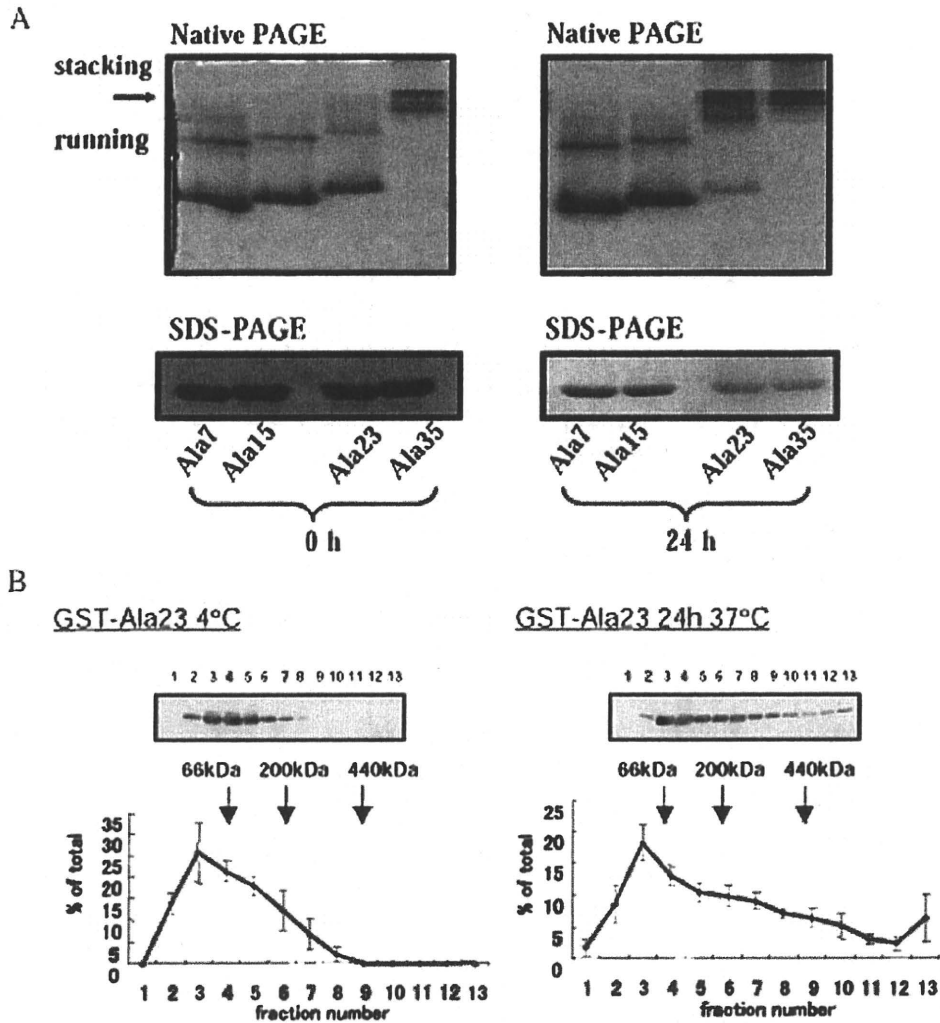 A
Native PAGE
Native PAGE
stacking
running
SDS-PAGE
SDS-PAGE
Ala7 Ala15 Ala23 Ala35
Ala7 Ala15 Ala23 Ala35
0 h
24 h
B
GST-Ala23 4°C
GST-Ala23 24h 37°C
1 2 3 4 5 6 7 8 9 10 11 12 13
1 2 3 4 5 6 7 8 9 10 11 12 13
66kDa 200kDa 440kDa
66kDa 200kDa 440kDa
% of total
35
30
25
20
15
10
5
0
1 2 3 4 5 6 7 8 9 10 11 12 13
fraction number
% of total
25
20
15
10
5
0
1 2 3 4 5 6 7 8 9 10 11 12 13
fraction number